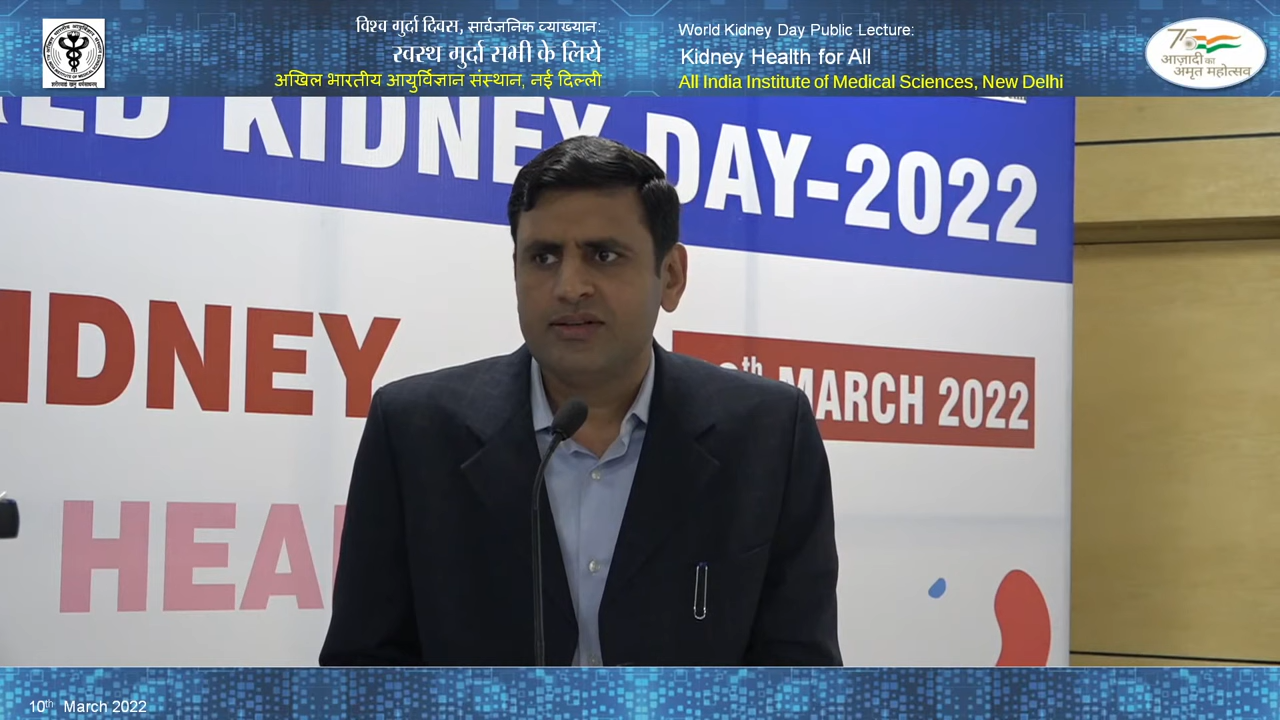 विश्व गुर्दा दिवस, सार्वजनिक व्याख्यान:
स्वस्थ गुर्दा सभी के लिये
अखिल भारतीय आयुर्विज्ञान संस्थान, नई दिल्ली
World Kidney Day Public Lecture:
Kidney Health for All
All India Institute of Medical Sciences, New Delhi
75
आज़ादी का
अमृत महोत्सव
KIDNEY DAY-2022
IDNEY
MARCH 2022
HEA
10th March 2022